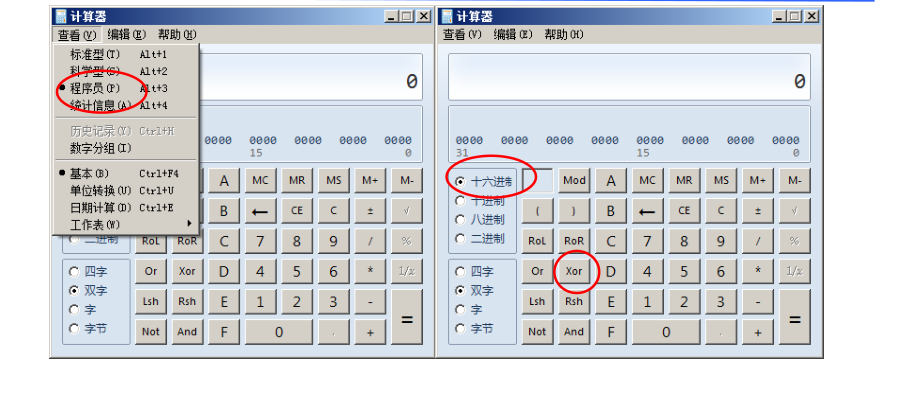 计算器
查看(V) 编辑(E) 帮助(H)
标准型(T) Alt+1
科学型(S) Alt+2
程序员(P) Alt+3
统计信息(A) Alt+4
历史记录(Y) Ctrl+H
数字分组(I)
基本(B) Ctrl+F4
单位转换(U) Ctrl+U
日期计算(D) Ctrl+E
工作表(W)
0
0000 0000 0000 0000
15 0
A MC MR MS M+ M-
B ← CE C ± √
二进制 RoL RoR C 7 8 9 / %
四字 Or Xor D 4 5 6 * 1/x
双字
字 Lsh Rsh E 1 2 3 - =
字节 Not And F 0 . +
计算器
查看(V) 编辑(E) 帮助(H)
0
0000 0000 0000 0000 0000 0000 0000 0000
31 15 0
十六进制 Mod A MC MR MS M+ M-
十进制
八进制 ( ) B ← CE C ± √
二进制 RoL RoR C 7 8 9 / %
四字 Or Xor D 4 5 6 * 1/x
双字
字 Lsh Rsh E 1 2 3 - =
字节 Not And F 0 . +